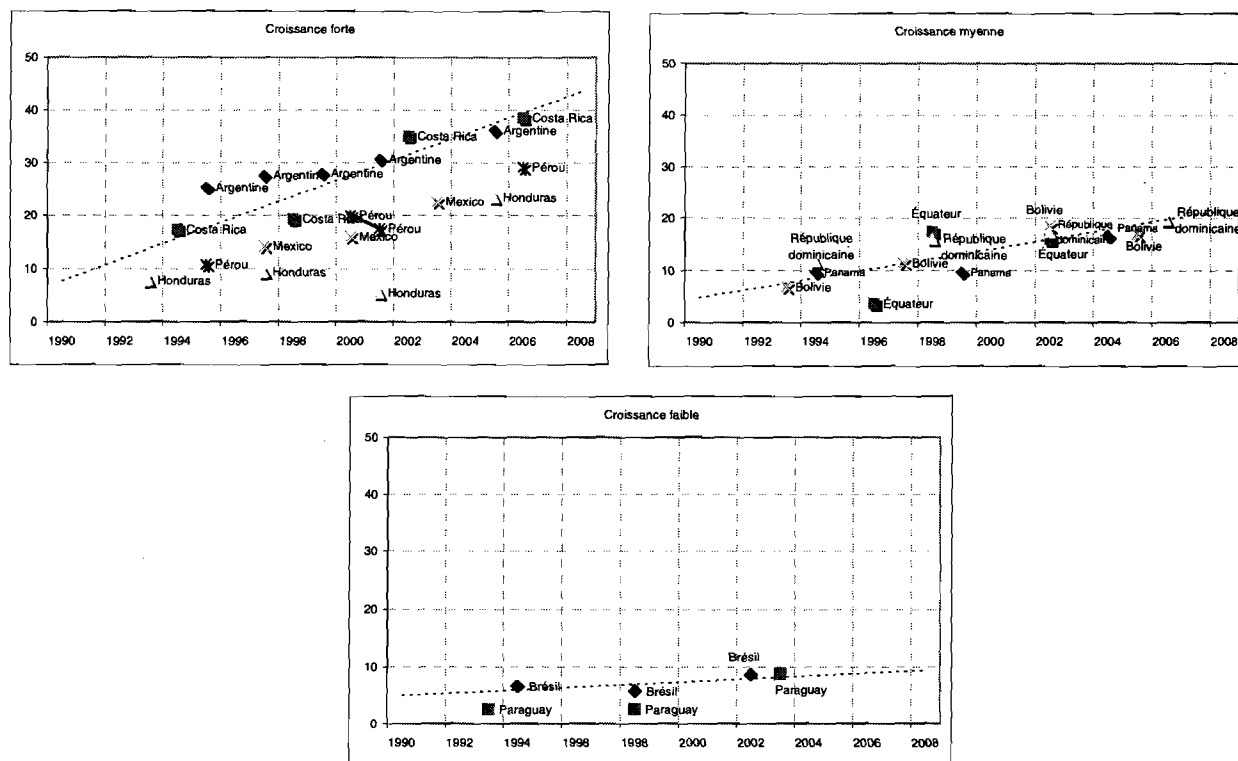 Croissance forte
50
40
30
20
10
0
Costa Rica
Costa Rica
Argentine
Argentine
Argentine
Argentine
Argentine
Pérou
Costa Rica
Costa Ri
Pérou
Pérou
Mexico
Honduras
Mexico
Mexico
Pérou
Honduras
Honduras
Honduras
1990 1992 1994 1996 1998 2000 2002 2004 2006 2008
Croissance myenne
50
40
30
20
10
0
Équateur
Bolivie
République
dominicaine
République
dominicaine
République
dominicain
Panama
République
dominicaine
Panama
Bolivie
Bolivie
Panama
Équateur
Bolivie
Équateur
1990 1992 1994 1996 1998 2000 2002 2004 2006 2008
Croissance faible
50
40
30
20
10
0
Brésil
Brésil
Brésil
Paraguay
Paraguay
Paraguay
1990 1992 1994 1998 2000 2002 2004 2006 2008